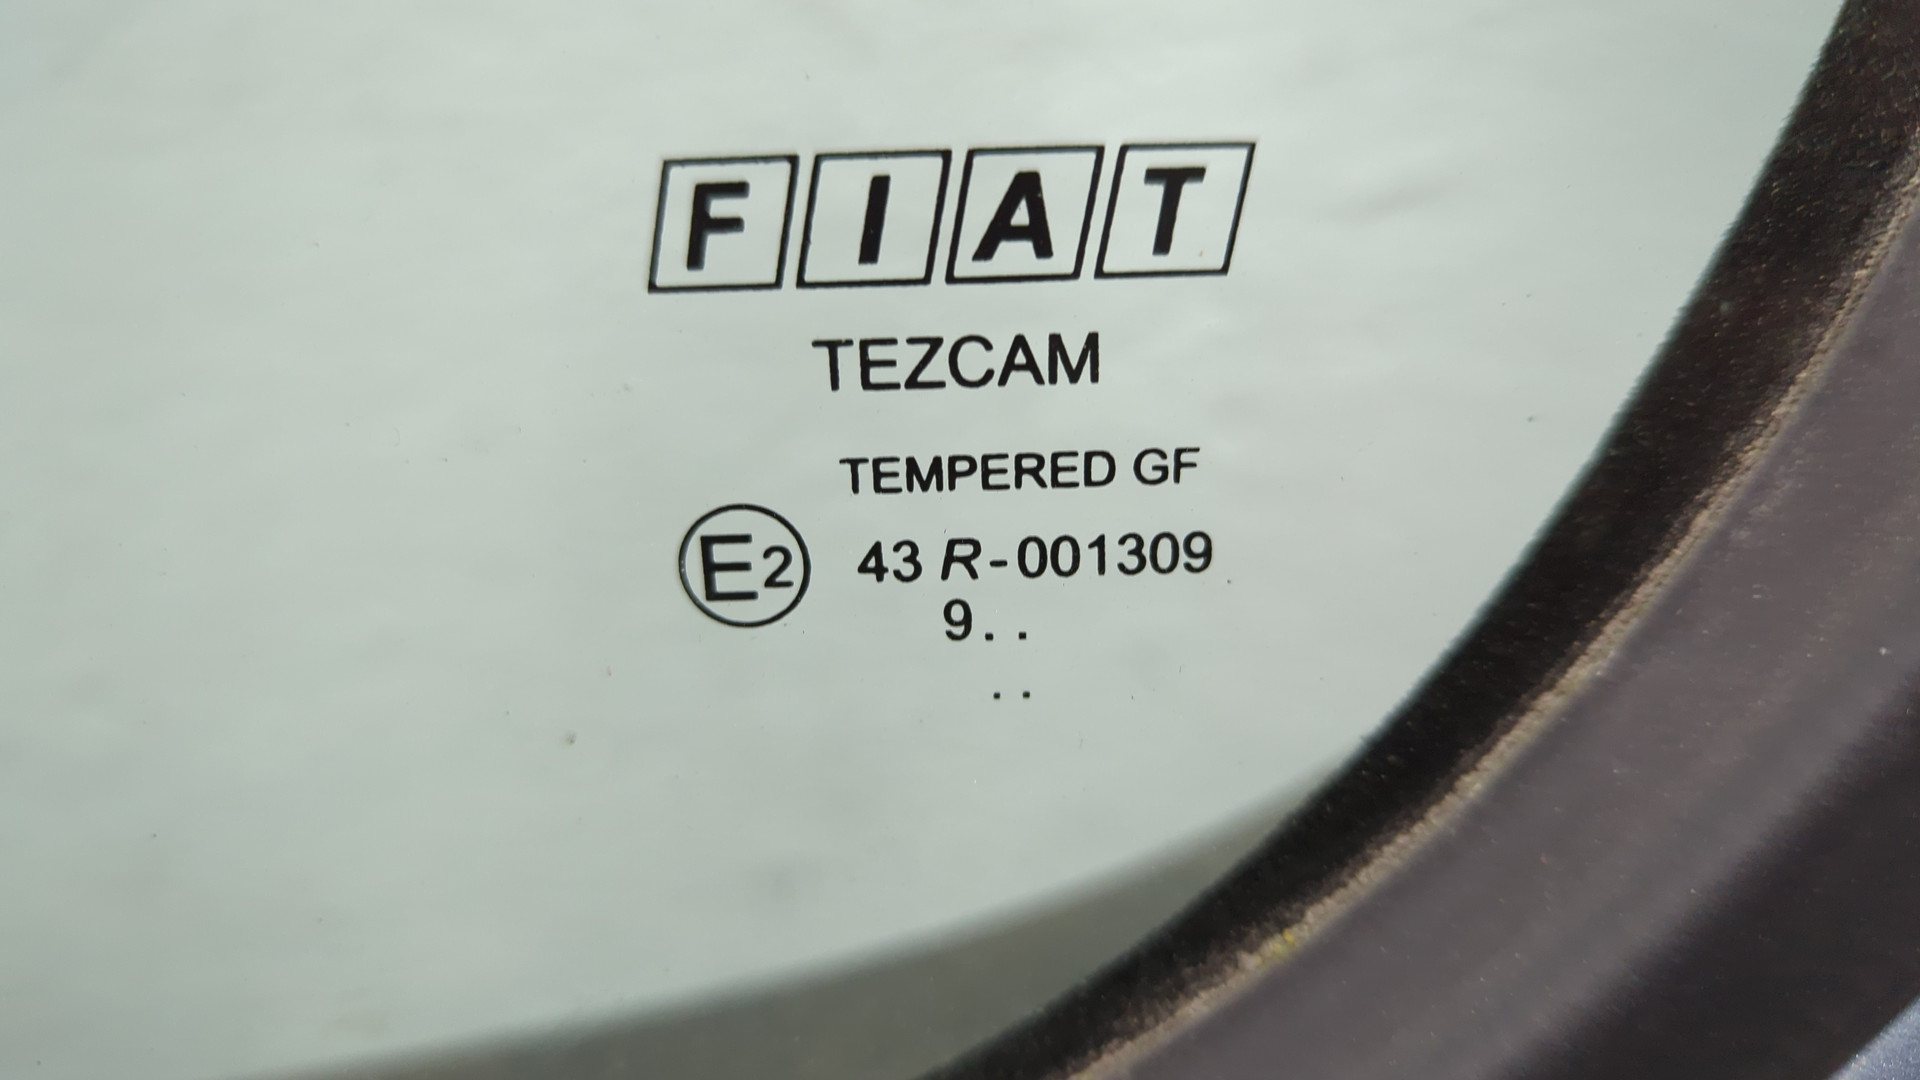 FIAT
TEZCAM
TEMPERED GF
E2 43 R-001309
9..
..